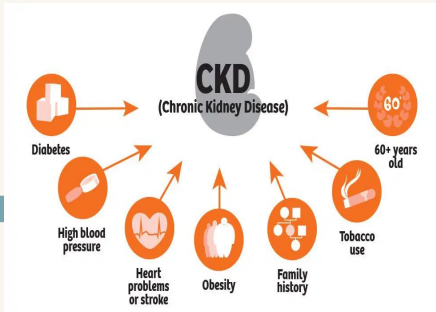 CKD
(Chronic Kidney Disease)
Diabetes
High blood
pressure
Heart
problems
or stroke
Obesity
Family
history
Tobacco
use
60
60+ years
old